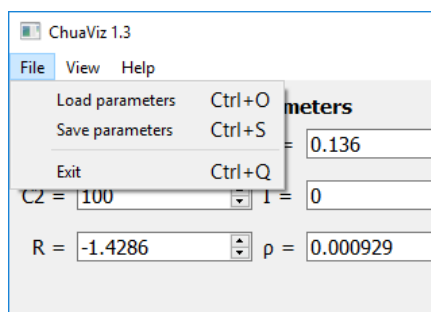 ChuaViz 1.3
File View Help
Load parameters Ctrl+O
Save parameters Ctrl+S
Exit Ctrl+Q
meters
= 0.136
C2 = 100 I = 0
R = -1.4286 ρ = 0.000929